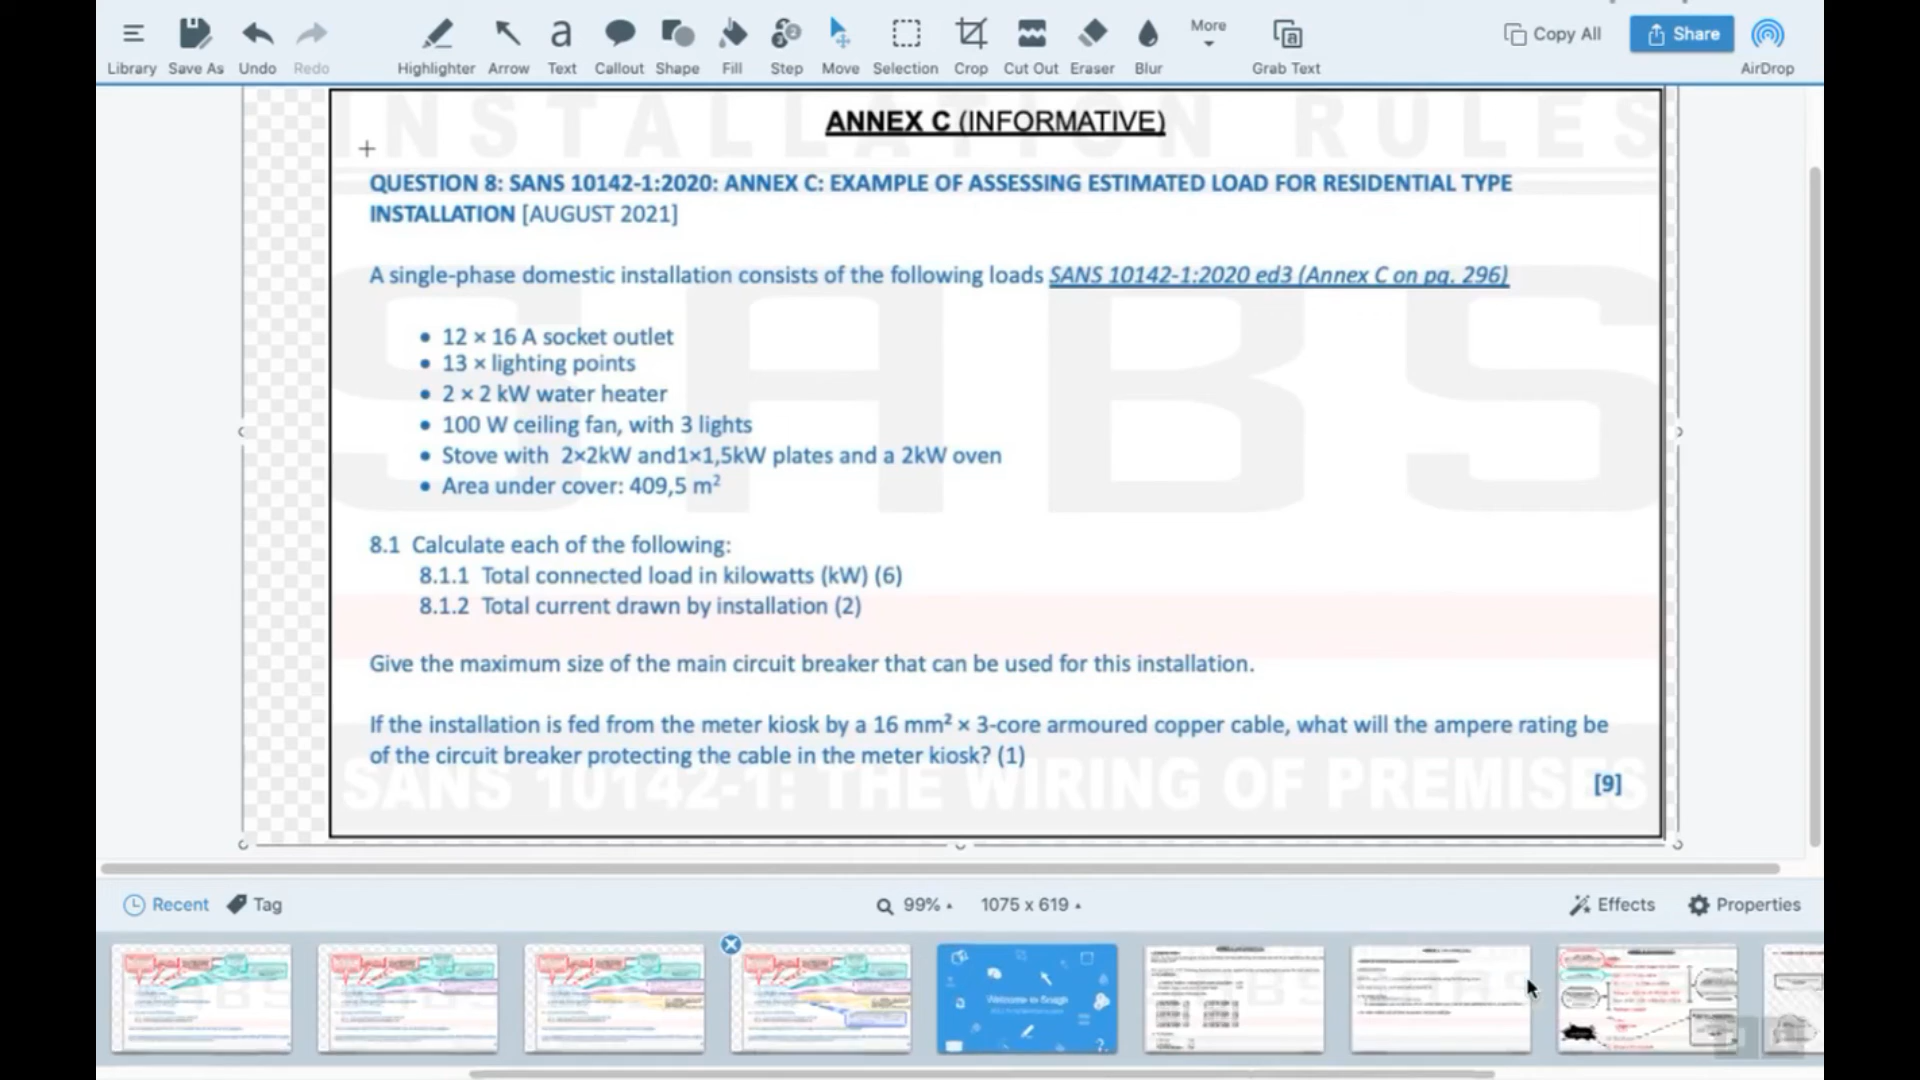 Library Save As Undo Redo Highlighter Arrow Text Callout Shape Fill Step Move Selection Crop Cut Out Eraser Blur More Grab Text Copy All Share AirDrop
INSTALLATION RULES
ANNEX C (INFORMATIVE)
QUESTION 8: SANS 10142-1:2020: ANNEX C: EXAMPLE OF ASSESSING ESTIMATED LOAD FOR RESIDENTIAL TYPE
INSTALLATION [AUGUST 2021]
A single-phase domestic installation consists of the following loads SANS 10142-1:2020 ed3 (Annex C on pg. 296)
SABS
• 12 × 16 A socket outlet
• 13 × lighting points
• 2 × 2 kW water heater
• 100 W ceiling fan, with 3 lights
• Stove with 2×2kW and1×1,5kW plates and a 2kW oven
• Area under cover: 409,5 m²
8.1 Calculate each of the following:
8.1.1 Total connected load in kilowatts (kW) (6)
8.1.2 Total current drawn by installation (2)
Give the maximum size of the main circuit breaker that can be used for this installation.
If the installation is fed from the meter kiosk by a 16 mm² × 3-core armoured copper cable, what will the ampere rating be
of the circuit breaker protecting the cable in the meter kiosk? (1)
SANS 10142-1: THE WIRING OF PREMISES
[9]
Recent Tag 99% 1075 x 619 Effects Properties
Welcome to Snagit